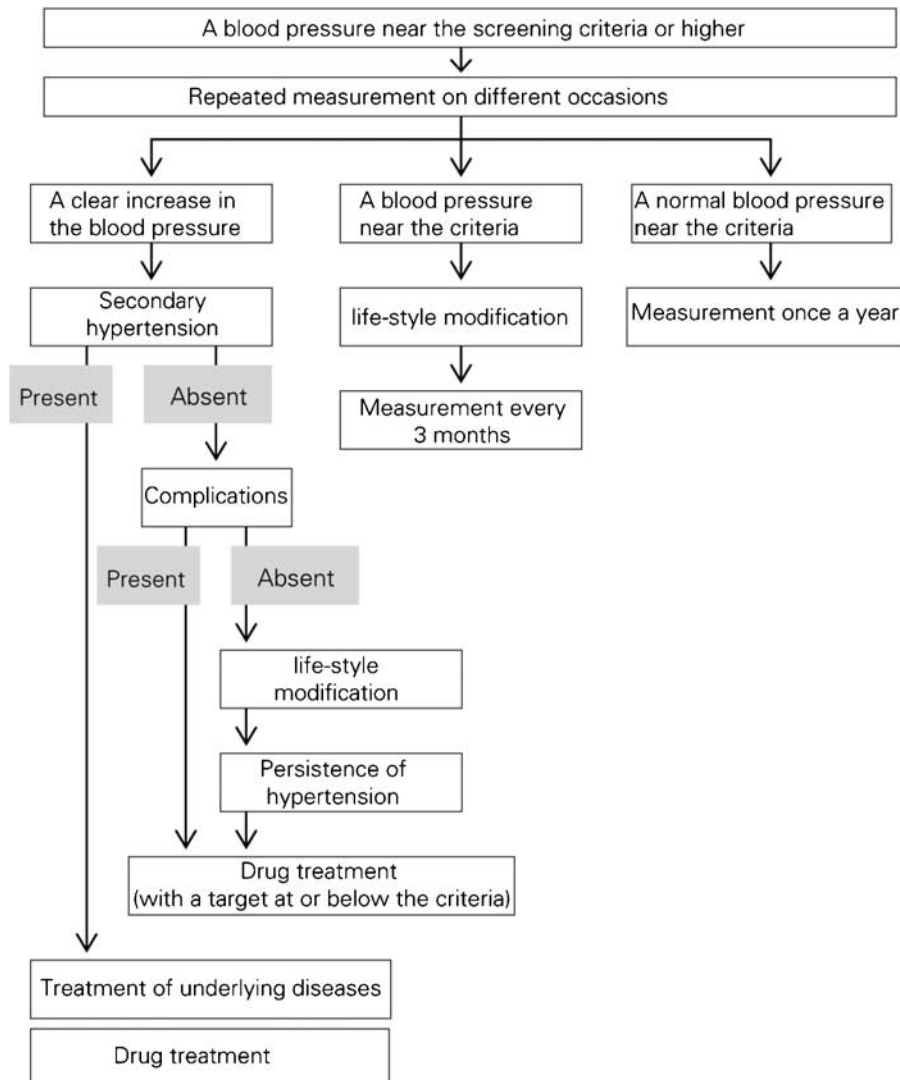 A blood pressure near the screening criteria or higher
Repeated measurement on different occasions
A clear increase in
the blood pressure
A blood pressure
near the criteria
A normal blood pressure
near the criteria
Secondary
hypertension
life-style modification
Measurement once a year
Present
Absent
Measurement every
3 months
Complications
Present
Absent
life-style
modification
Persistence of
hypertension
Drug treatment
(with a target at or below the criteria)
Treatment of underlying diseases
Drug treatment